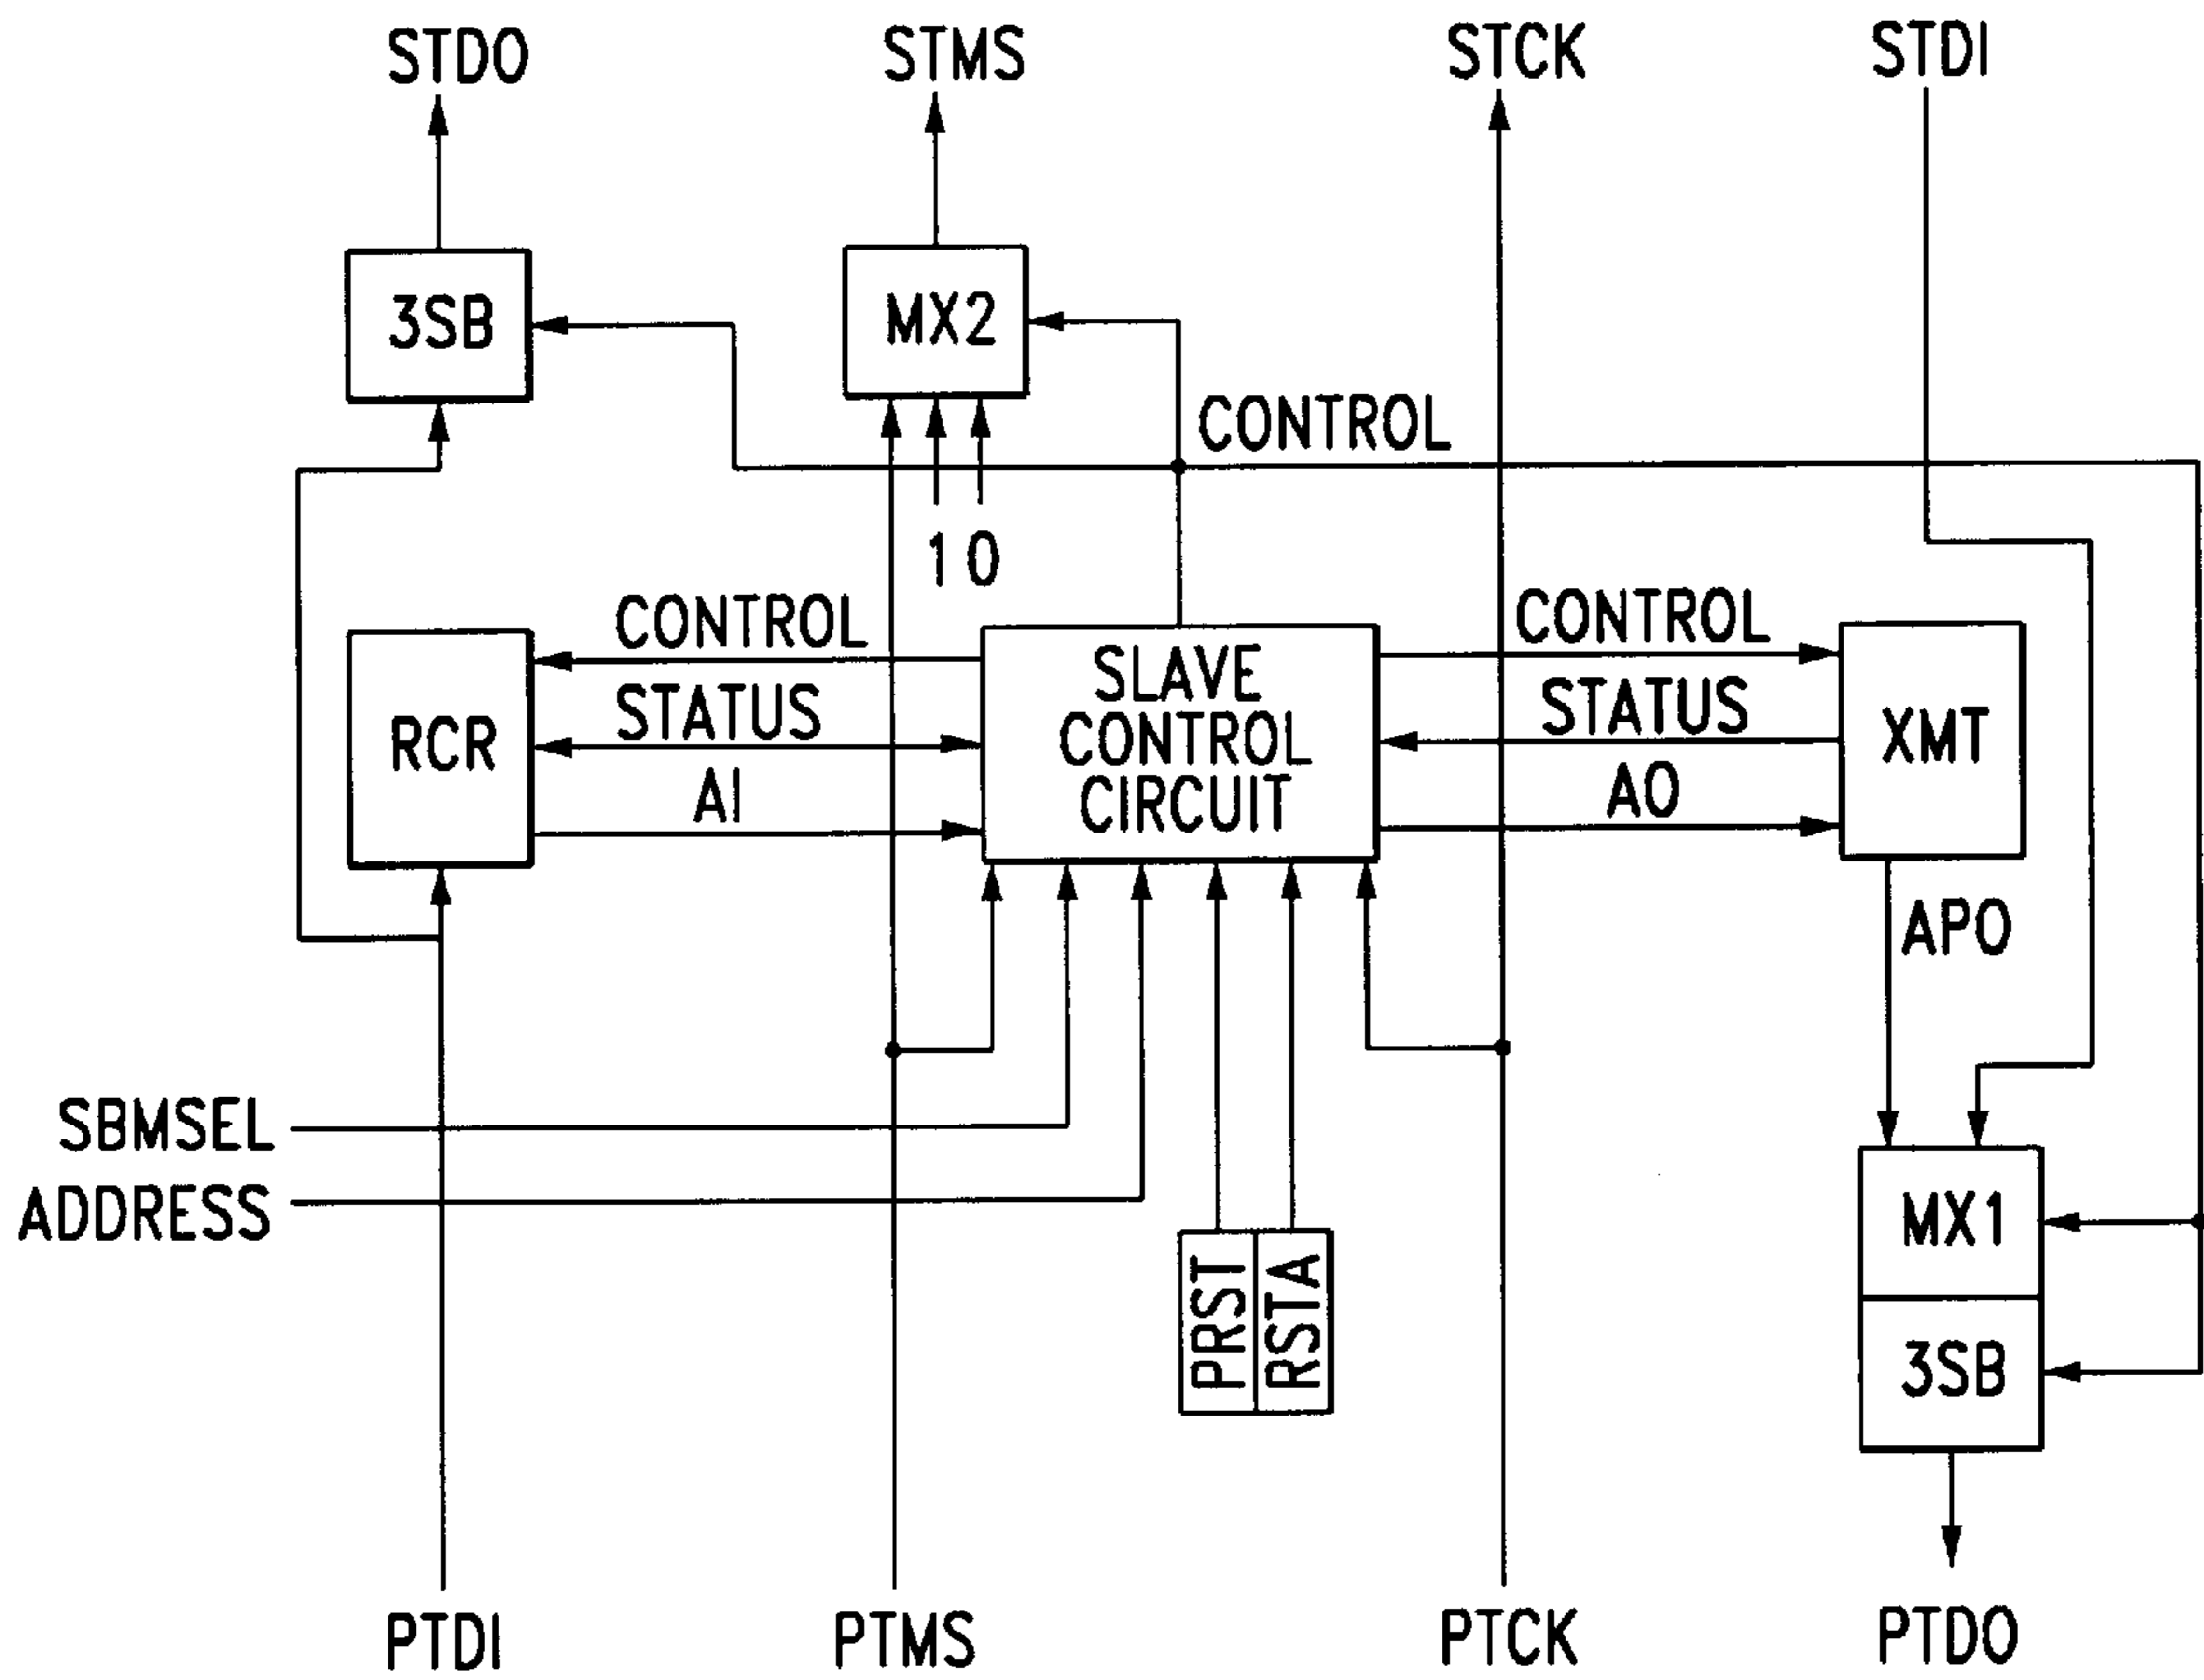 STDO STMS STCK STDI
3SB MX2
CONTROL
1 0
CONTROL CONTROL
SLAVE
CONTROL
CIRCUIT
STATUS STATUS
RCR XMT
AI AO
APO
SBMSEL
ADDRESS
MX1
PRST
RSTA
3SB
PTDI PTMS PTCK PTDO